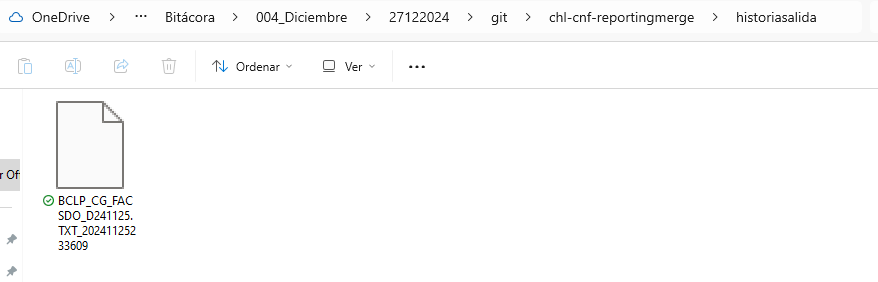 OneDrive > ... Bitácora > 004_Diciembre > 27122024 > git > chl-cnf-reportingmerge > historiasalida
Ordenar Ver ...
r Of
BCLP_CG_FAC
SDO_D241125.
TXT_202411252
33609